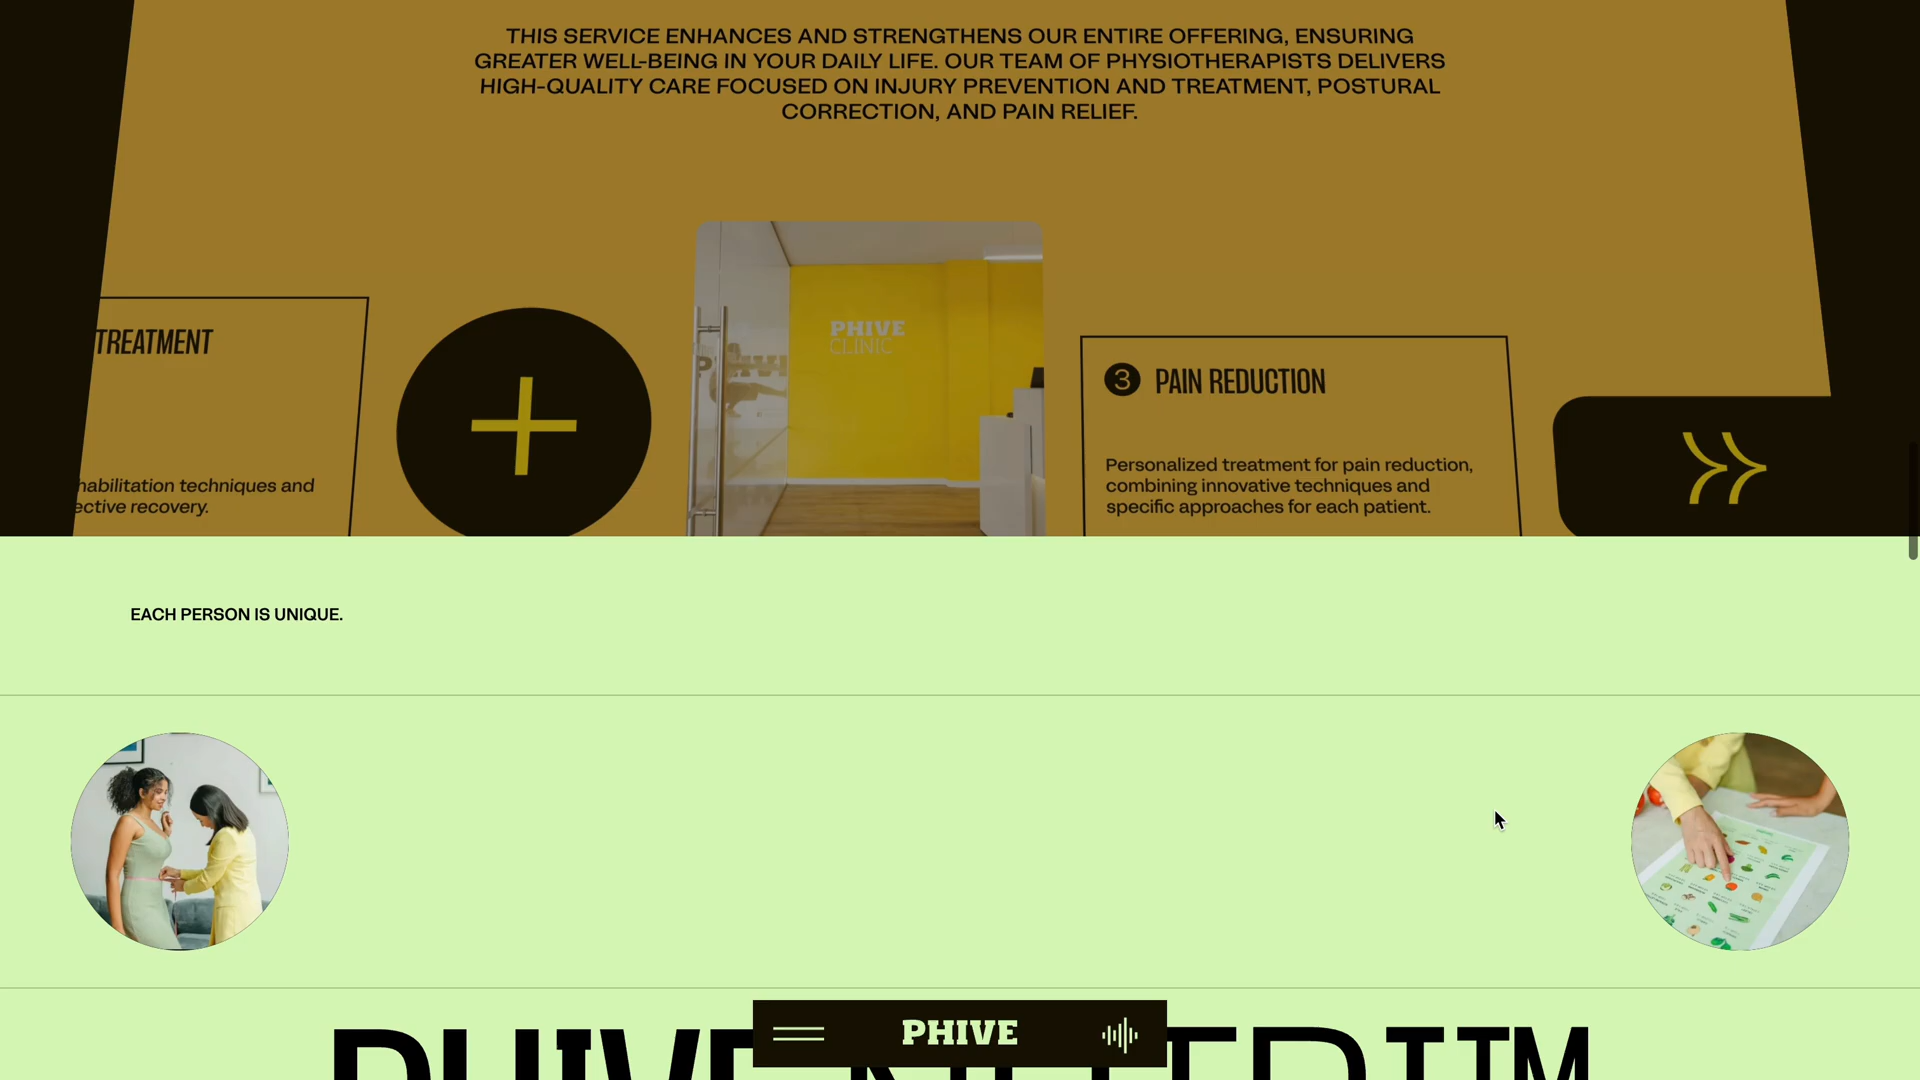 THIS SERVICE ENHANCES AND STRENGTHENS OUR ENTIRE OFFERING, ENSURING
GREATER WELL-BEING IN YOUR DAILY LIFE. OUR TEAM OF PHYSIOTHERAPISTS DELIVERS
HIGH-QUALITY CARE FOCUSED ON INJURY PREVENTION AND TREATMENT, POSTURAL
CORRECTION, AND PAIN RELIEF.
TREATMENT
habilitation techniques and
ective recovery.
PHIVE
CLINIC
3 PAIN REDUCTION
Personalized treatment for pain reduction,
combining innovative techniques and
specific approaches for each patient.
EACH PERSON IS UNIQUE.
PHIVE
PHIVE